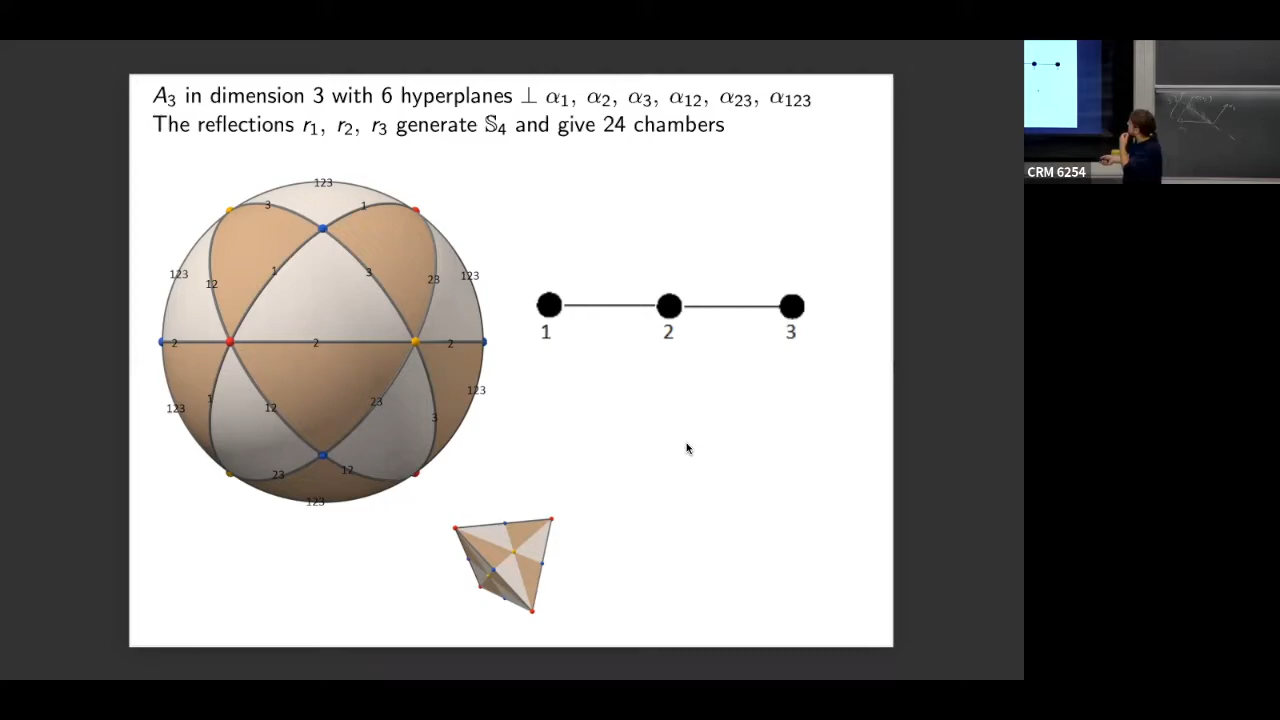 A₃ in dimension 3 with 6 hyperplanes ⊥ α₁, α₂, α₃, α₁₂, α₂₃, α₁₂₃
The reflections r₁, r₂, r₃ generate 𝕊₄ and give 24 chambers
123
3 1
123 12 1 3 23 123
2 2 2
123 1 12 23 3 123
23 12
123
1 2 3
CRM 6254